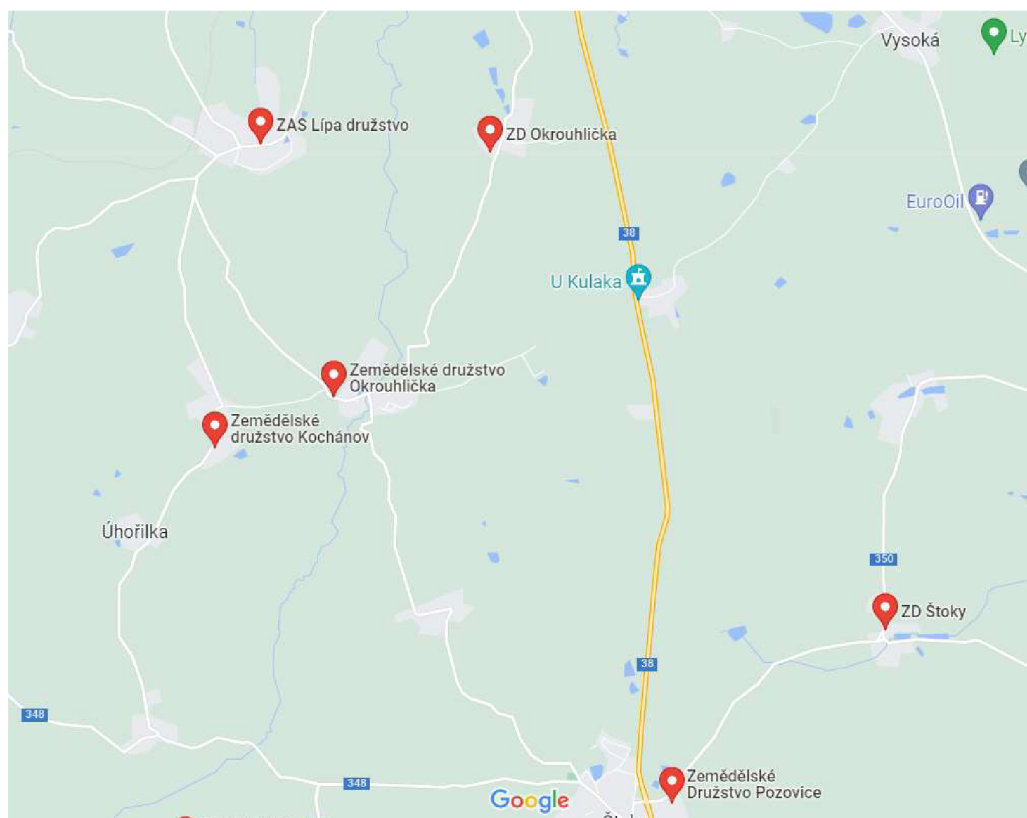 Vysoká
Ly
ZAS Lípa družstvo
ZD Okrouhlička
EuroOil
38
U Kulaka
Zemědělské družstvo
Okrouhlička
Zemědělské
družstvo Kochánov
Úhořilka
350
ZD Štoky
38
348
348
Zemědělské
Družstvo Pozovice
Google